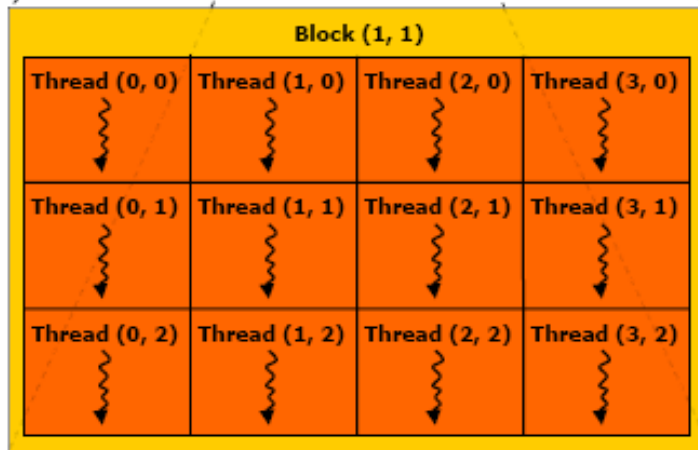 Block (1, 1)
Thread (0, 0) Thread (1, 0) Thread (2, 0) Thread (3, 0)
Thread (0, 1) Thread (1, 1) Thread (2, 1) Thread (3, 1)
Thread (0, 2) Thread (1, 2) Thread (2, 2) Thread (3, 2)